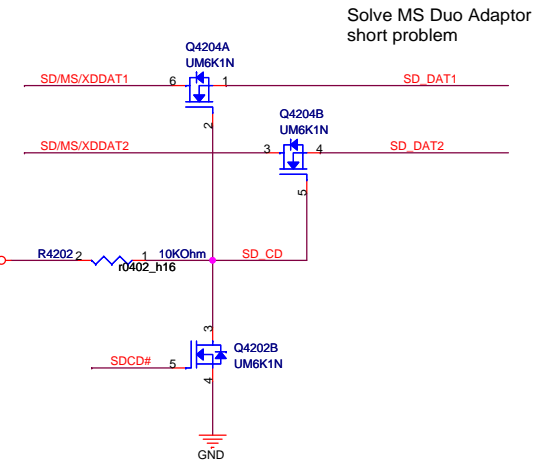 Solve MS Duo Adaptor
short problem
Q4204A
UM6K1N
SD/MS/XDDAT1
6
1
SD_DAT1
2
Q4204B
UM6K1N
SD/MS/XDDAT2
3
4
SD_DAT2
5
R4202
2
1
10KOhm
r0402_h16
SD_CD
3
Q4202B
UM6K1N
SDCD#
5
4
GND